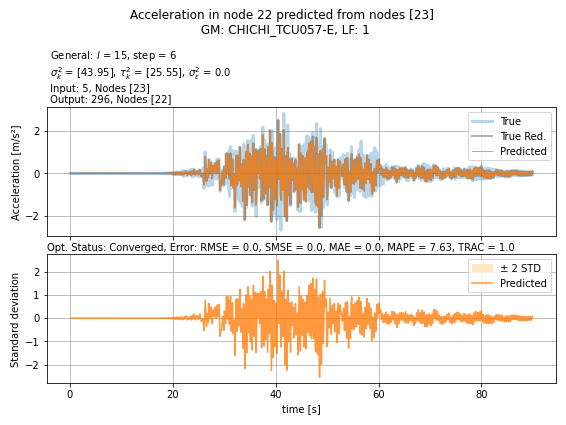 Acceleration in node 22 predicted from nodes [23]
GM: CHICHI_TCU057-E, LF: 1
General: l = 15, step = 6
σ²ₖ = [43.95], τ²ₖ = [25.55], σ²ε = 0.0
Input: 5, Nodes [23]
Output: 296, Nodes [22]
Acceleration [m/s²]
2
0
−2
True
True Red.
Predicted
Opt. Status: Converged, Error: RMSE = 0.0, SMSE = 0.0, MAE = 0.0, MAPE = 7.63, TRAC = 1.0
Standard deviation
2
1
0
−1
−2
± 2 STD
Predicted
0 20 40 60 80
time [s]